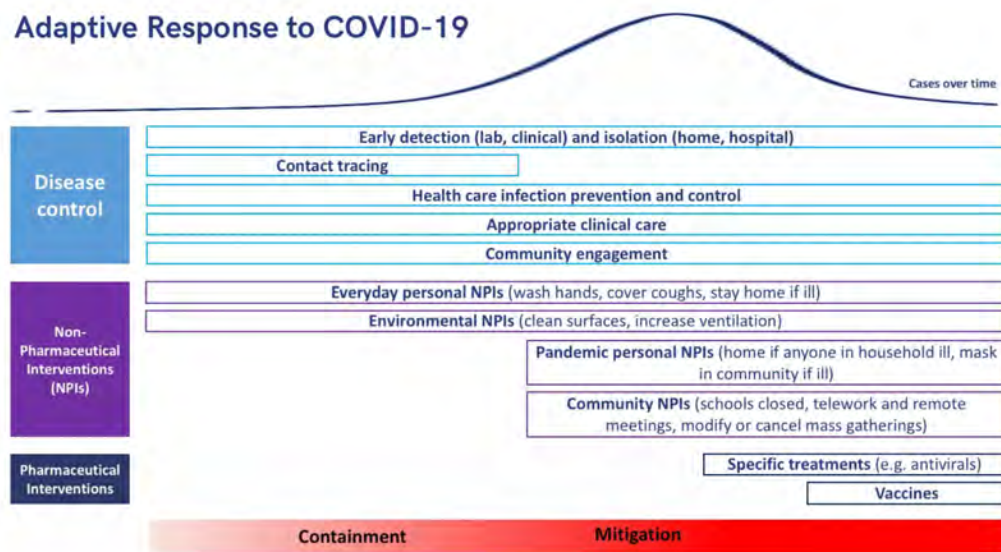 Adaptive Response to COVID-19
Cases over time
Disease
control
Early detection (lab, clinical) and isolation (home, hospital)
Contact tracing
Health care infection prevention and control
Appropriate clinical care
Community engagement
Non-
Pharmaceutical
Interventions
(NPIs)
Everyday personal NPIs (wash hands, cover coughs, stay home if ill)
Environmental NPIs (clean surfaces, increase ventilation)
Pandemic personal NPIs (home if anyone in household ill, mask
in community if ill)
Community NPIs (schools closed, telework and remote
meetings, modify or cancel mass gatherings)
Pharmaceutical
Interventions
Specific treatments (e.g. antivirals)
Vaccines
Containment
Mitigation